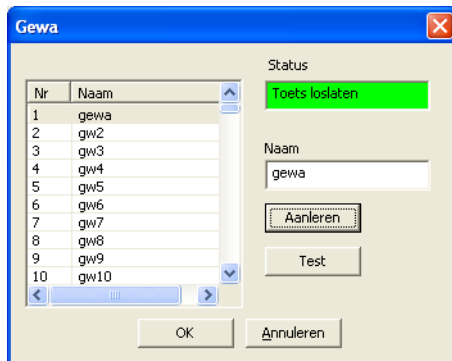 Gewa
Status
Toets loslaten
Nr Naam
1 gewa
2 gw2
3 gw3
4 gw4
5 gw5
6 gw6
7 gw7
8 gw8
9 gw9
10 gw10
Naam
gewa
Aanleren
Test
OK Annuleren